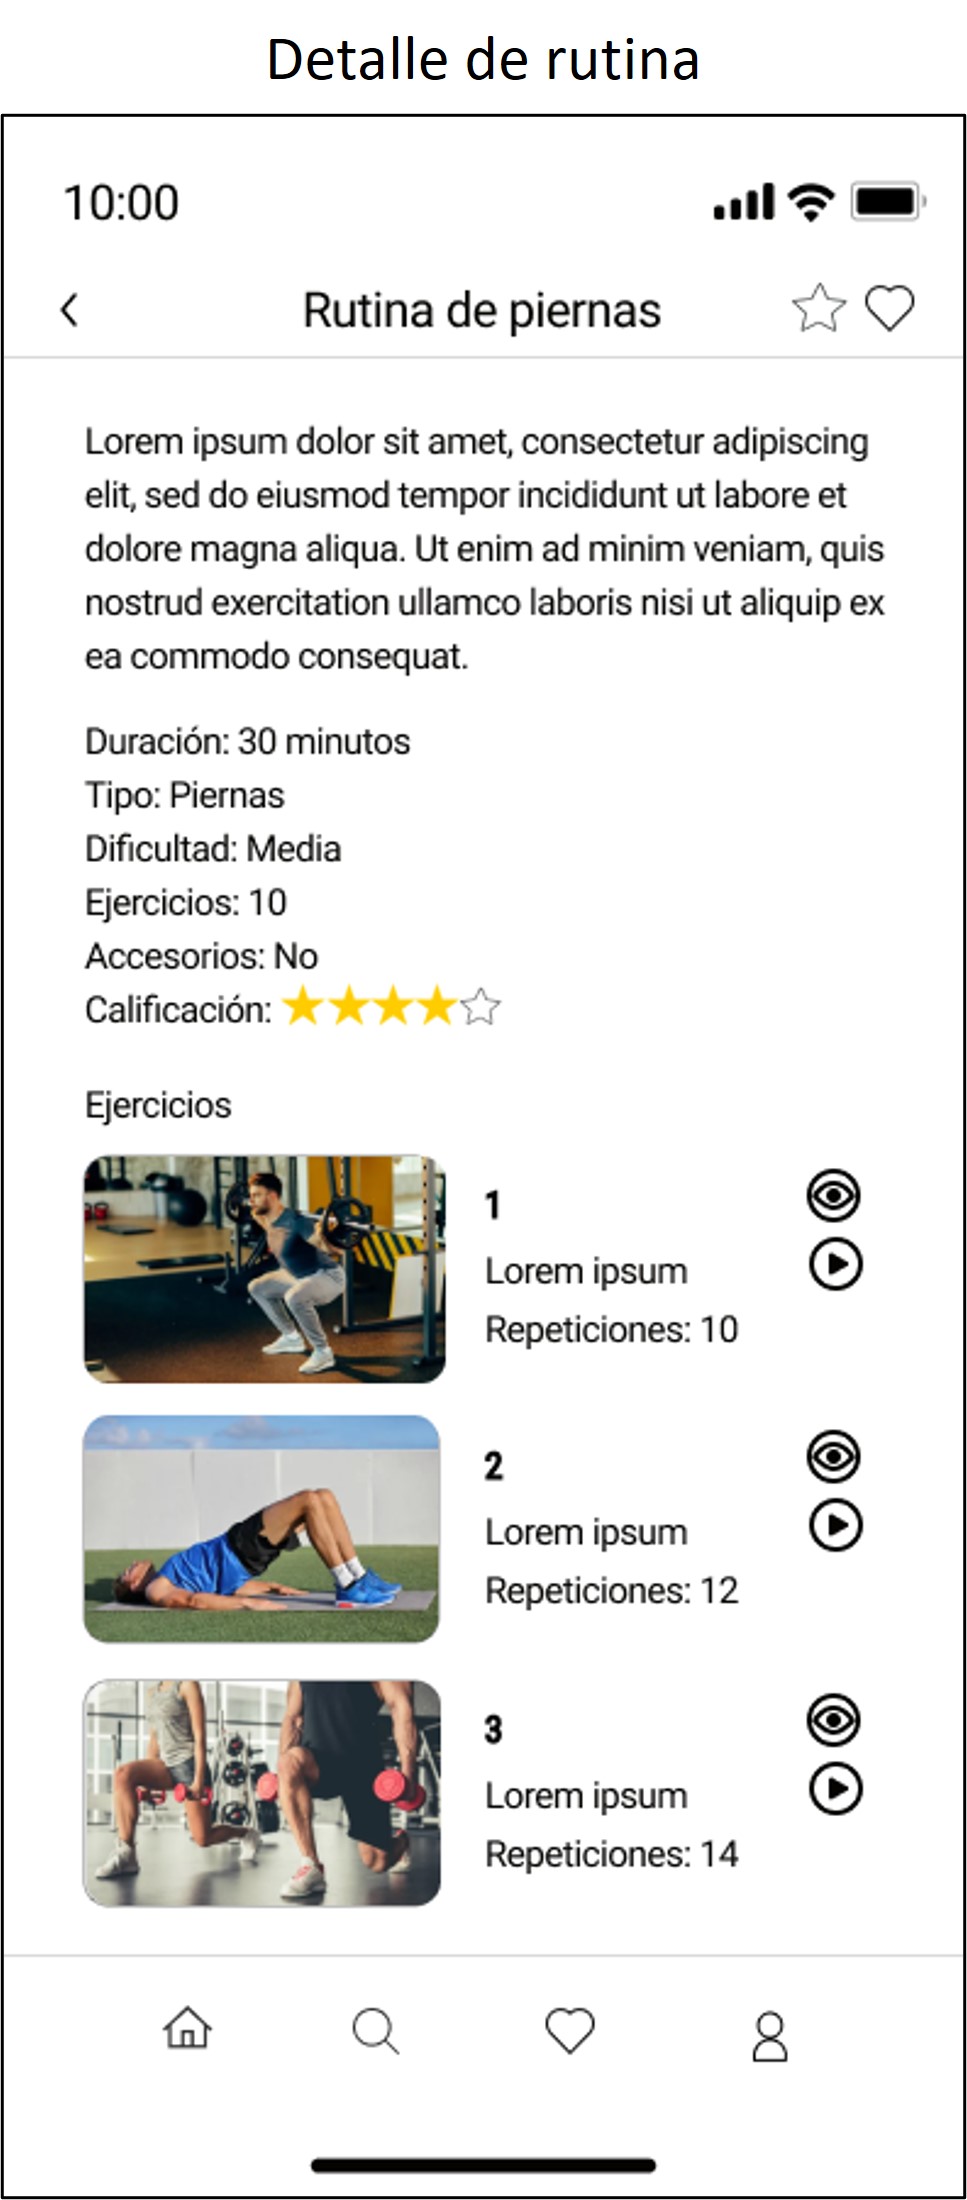 Detalle de rutina
10:00
Rutina de piernas
Lorem ipsum dolor sit amet, consectetur adipiscing
elit, sed do eiusmod tempor incididunt ut labore et
dolore magna aliqua. Ut enim ad minim veniam, quis
nostrud exercitation ullamco laboris nisi ut aliquip ex
ea commodo consequat.
Duración: 30 minutos
Tipo: Piernas
Dificultad: Media
Ejercicios: 10
Accesorios: No
Calificación:
Ejercicios
1
Lorem ipsum
Repeticiones: 10
2
Lorem ipsum
Repeticiones: 12
3
Lorem ipsum
Repeticiones: 14